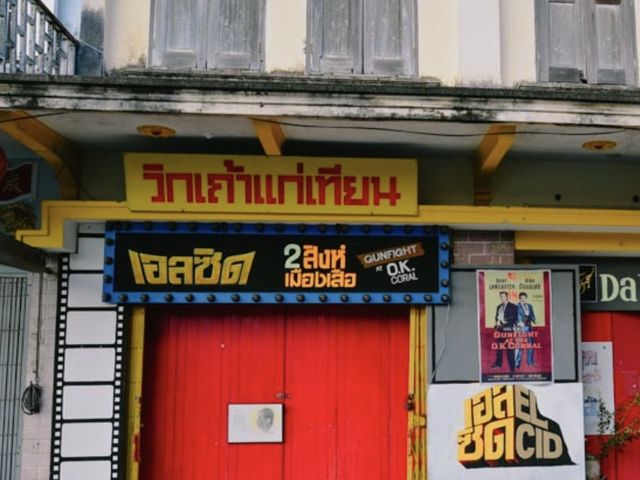 วิกเถ้าแก่เทียน
เอลซิด
2 สิงห์
เมืองเสือ
GUNFIGHT
AT O.K.
CORRAL
BURT LANCASTER KIRK DOUGLAS
GUNFIGHT
AT THE
O.K. CORRAL
Da
เอล EL
ซิด CID